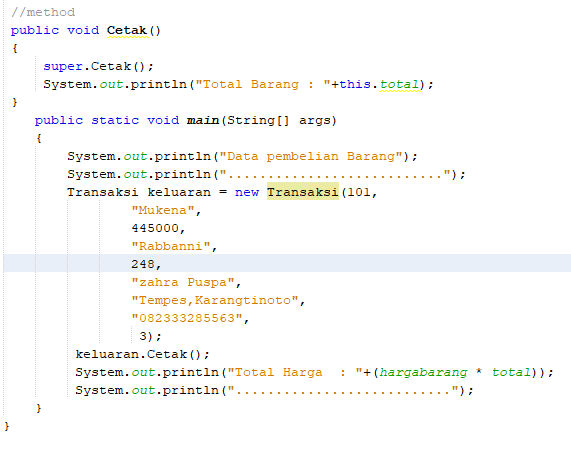 //method
public void Cetak()
{
super.Cetak();
System.out.println("Total Barang : "+this.total);
}
public static void main(String[] args)
{
System.out.println("Data pembelian Barang");
System.out.println("...........................");
Transaksi keluaran = new Transaksi(101,
"Mukena",
445000,
"Rabbanni",
248,
"zahra Puspa",
"Tempes,Karangtinoto",
"082333285563",
3);
keluaran.Cetak();
System.out.println("Total Harga  : "+(hargabarang * total));
System.out.println("...........................");
}
}